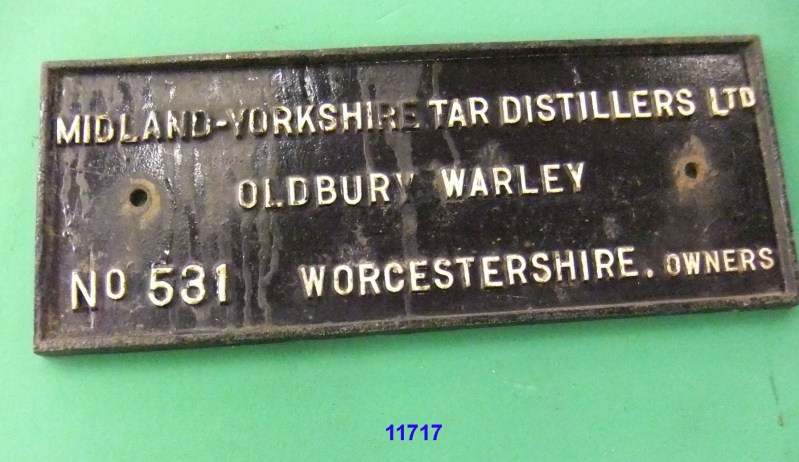 MIDLAND-YORKSHIRE TAR DISTILLERS LTD
OLDBURY WARLEY
NO 531 WORCESTERSHIRE. OWNERS
11717